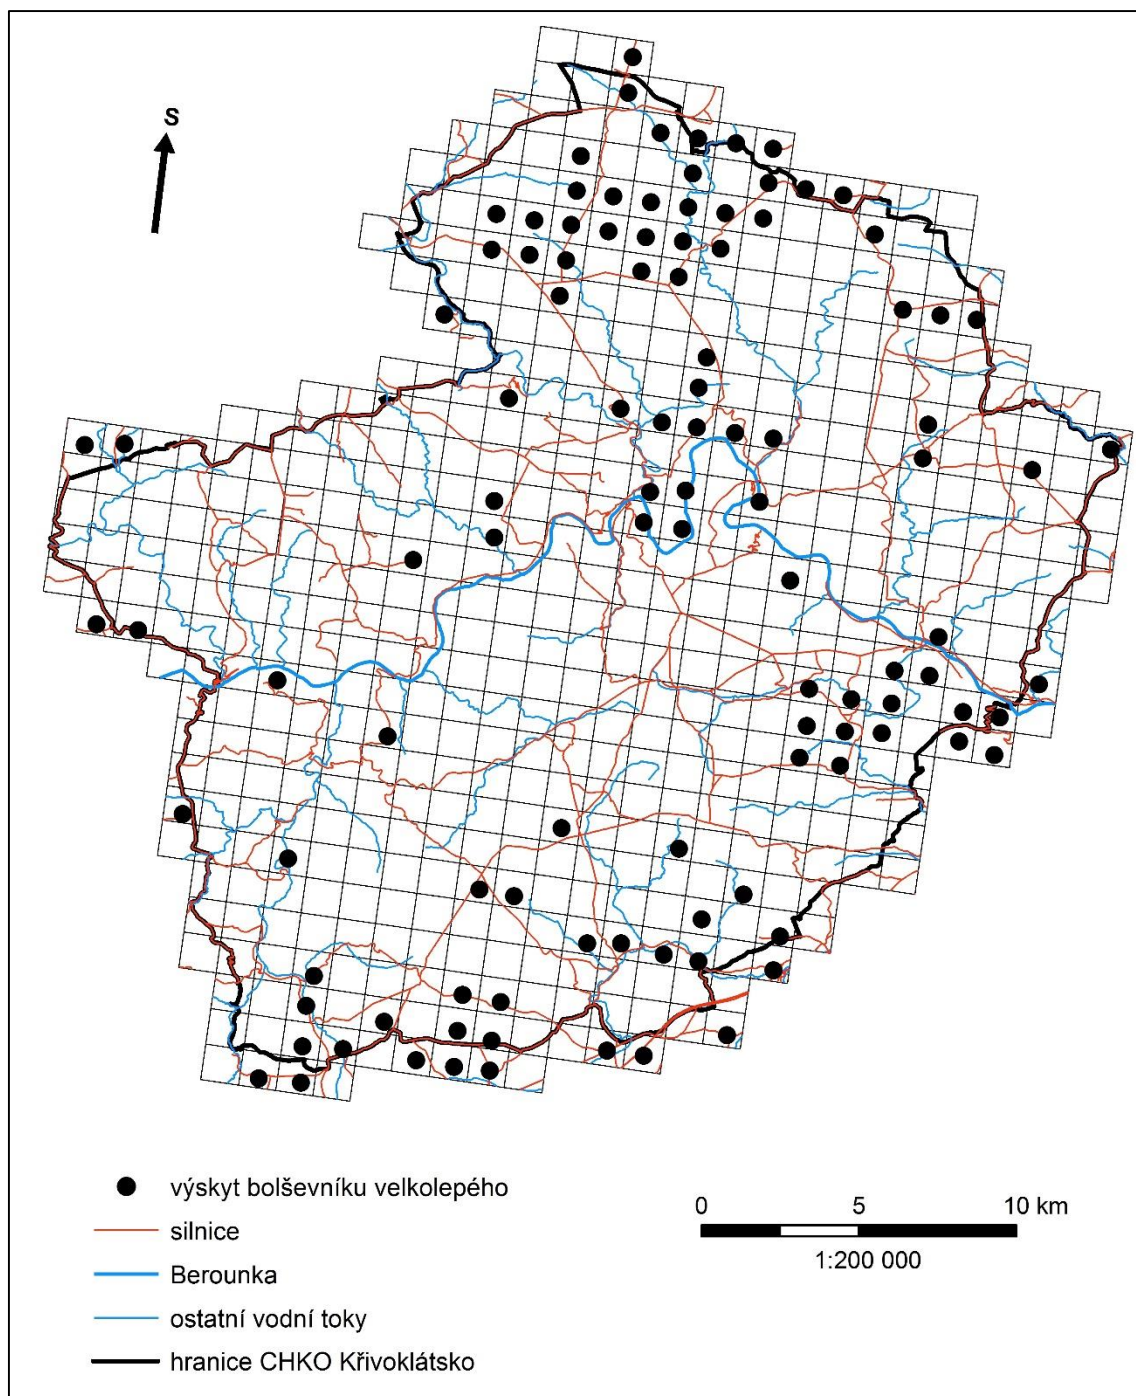 S
výskyt bolševníku velkolepého
silnice
Berounka
ostatní vodní toky
hranice CHKO Křivoklátsko
0 5 10 km
1:200 000